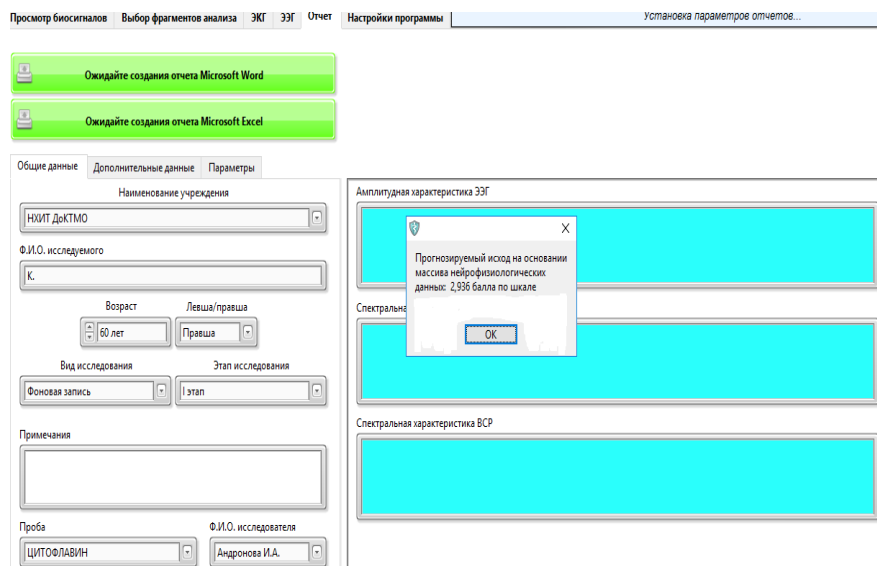 Просмотр биосигналов Выбор фрагментов анализа ЭКГ ЭЭГ Отчет Настройки программы Установка параметров отчетов...
Ожидайте создания отчета Microsoft Word
Ожидайте создания отчета Microsoft Excel
Общие данные Дополнительные данные Параметры
Наименование учреждения
НХИТ ДоКТМО
Ф.И.О. исследуемого
К.
Возраст Левша/правша
60 лет Правша
Вид исследования Этап исследования
Фоновая запись I этап
Примечания
Проба Ф.И.О. исследователя
ЦИТОФЛАВИН Андронова И.А.
Амплитудная характеристика ЭЭГ
X
Прогнозируемый исход на основании
массива нейрофизиологических
данных: 2,936 балла по шкале
OK
Спектральна
Спектральная характеристика ВСР